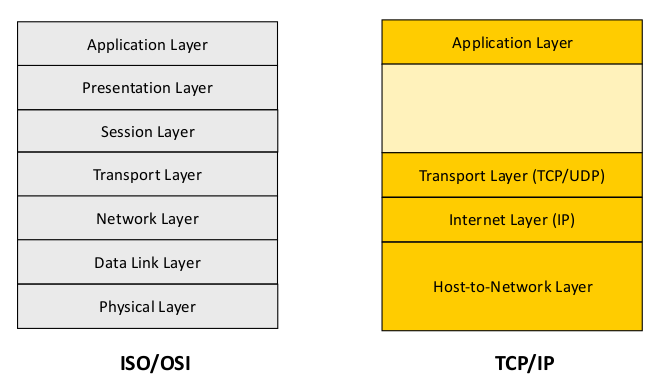 Application Layer
Presentation Layer
Session Layer
Transport Layer
Network Layer
Data Link Layer
Physical Layer
ISO/OSI
Application Layer
Transport Layer (TCP/UDP)
Internet Layer (IP)
Host-to-Network Layer
TCP/IP